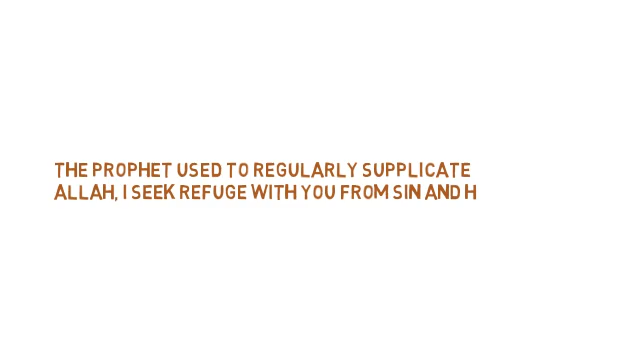 THE PROPHET USED TO REGULARLY SUPPLICATE
ALLAH, I SEEK REFUGE WITH YOU FROM SIN AND H